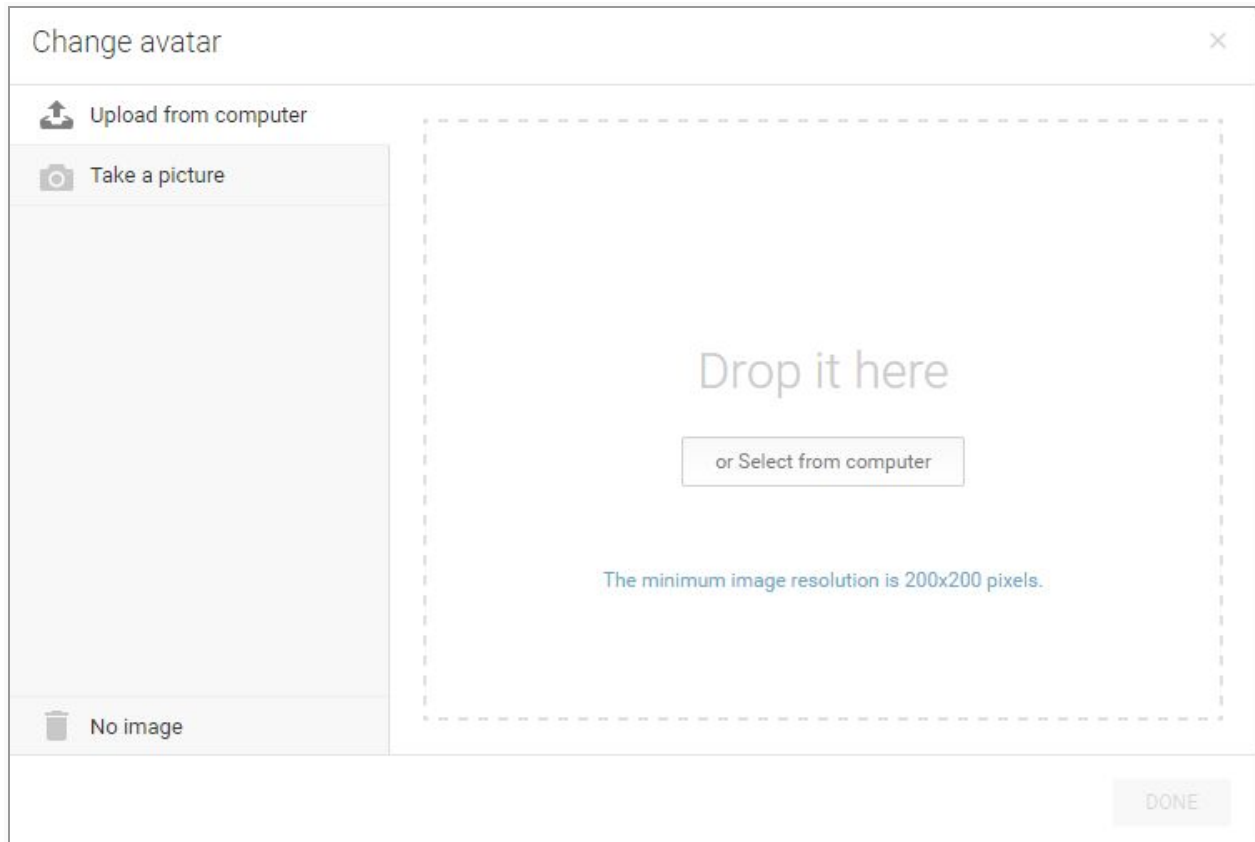 Change avatar
Upload from computer
Take a picture
Drop it here
or Select from computer
The minimum image resolution is 200x200 pixels.
No image
DONE